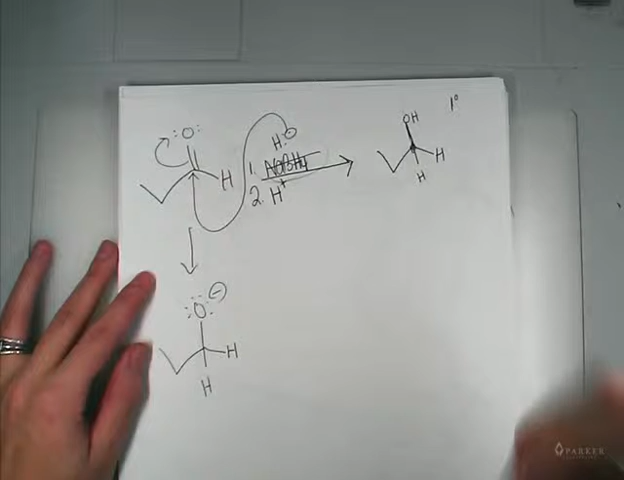 :O:
H:⊖
H
1. NaBH4
2. H+
OH
H
H
1°
:O: ⊖
H
H
PARKER